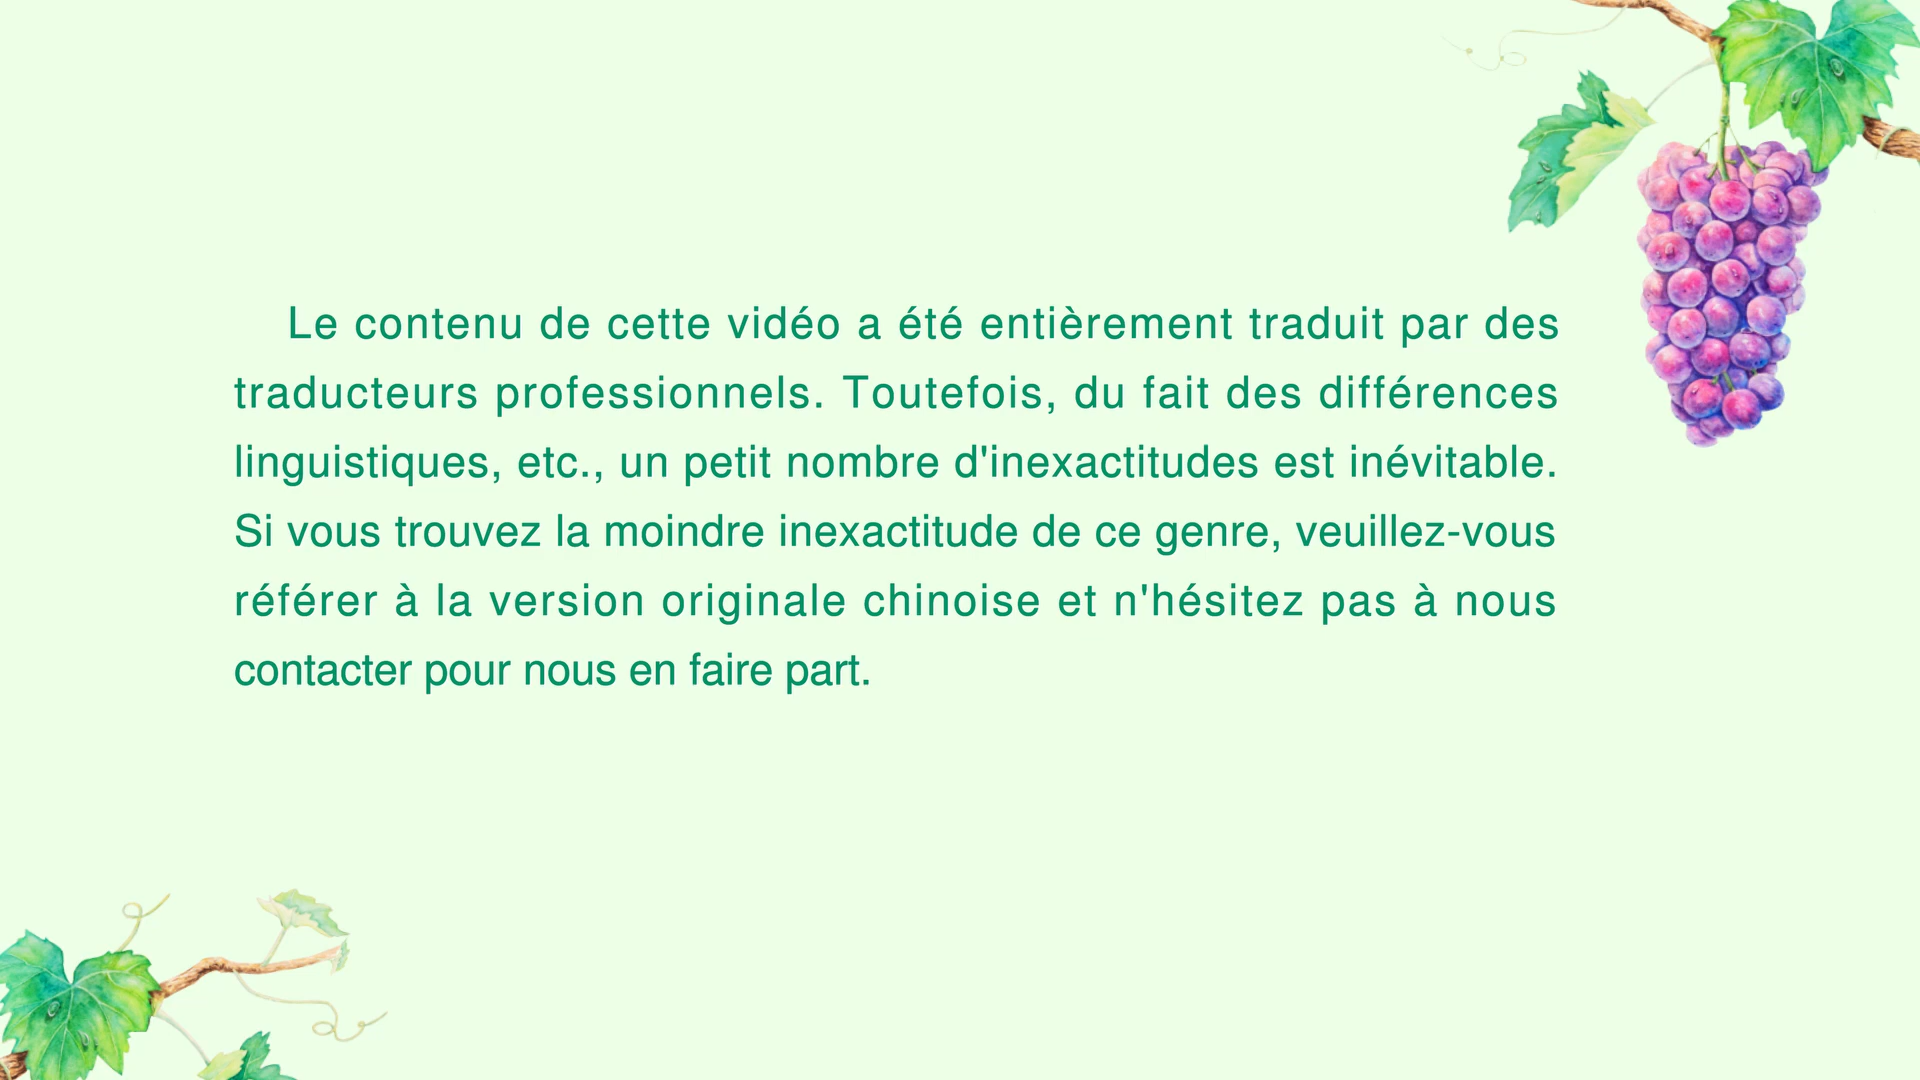 Le contenu de cette vidéo a été entièrement traduit par des
traducteurs professionnels. Toutefois, du fait des différences
linguistiques, etc., un petit nombre d'inexactitudes est inévitable.
Si vous trouvez la moindre inexactitude de ce genre, veuillez-vous
référer à la version originale chinoise et n'hésitez pas à nous
contacter pour nous en faire part.